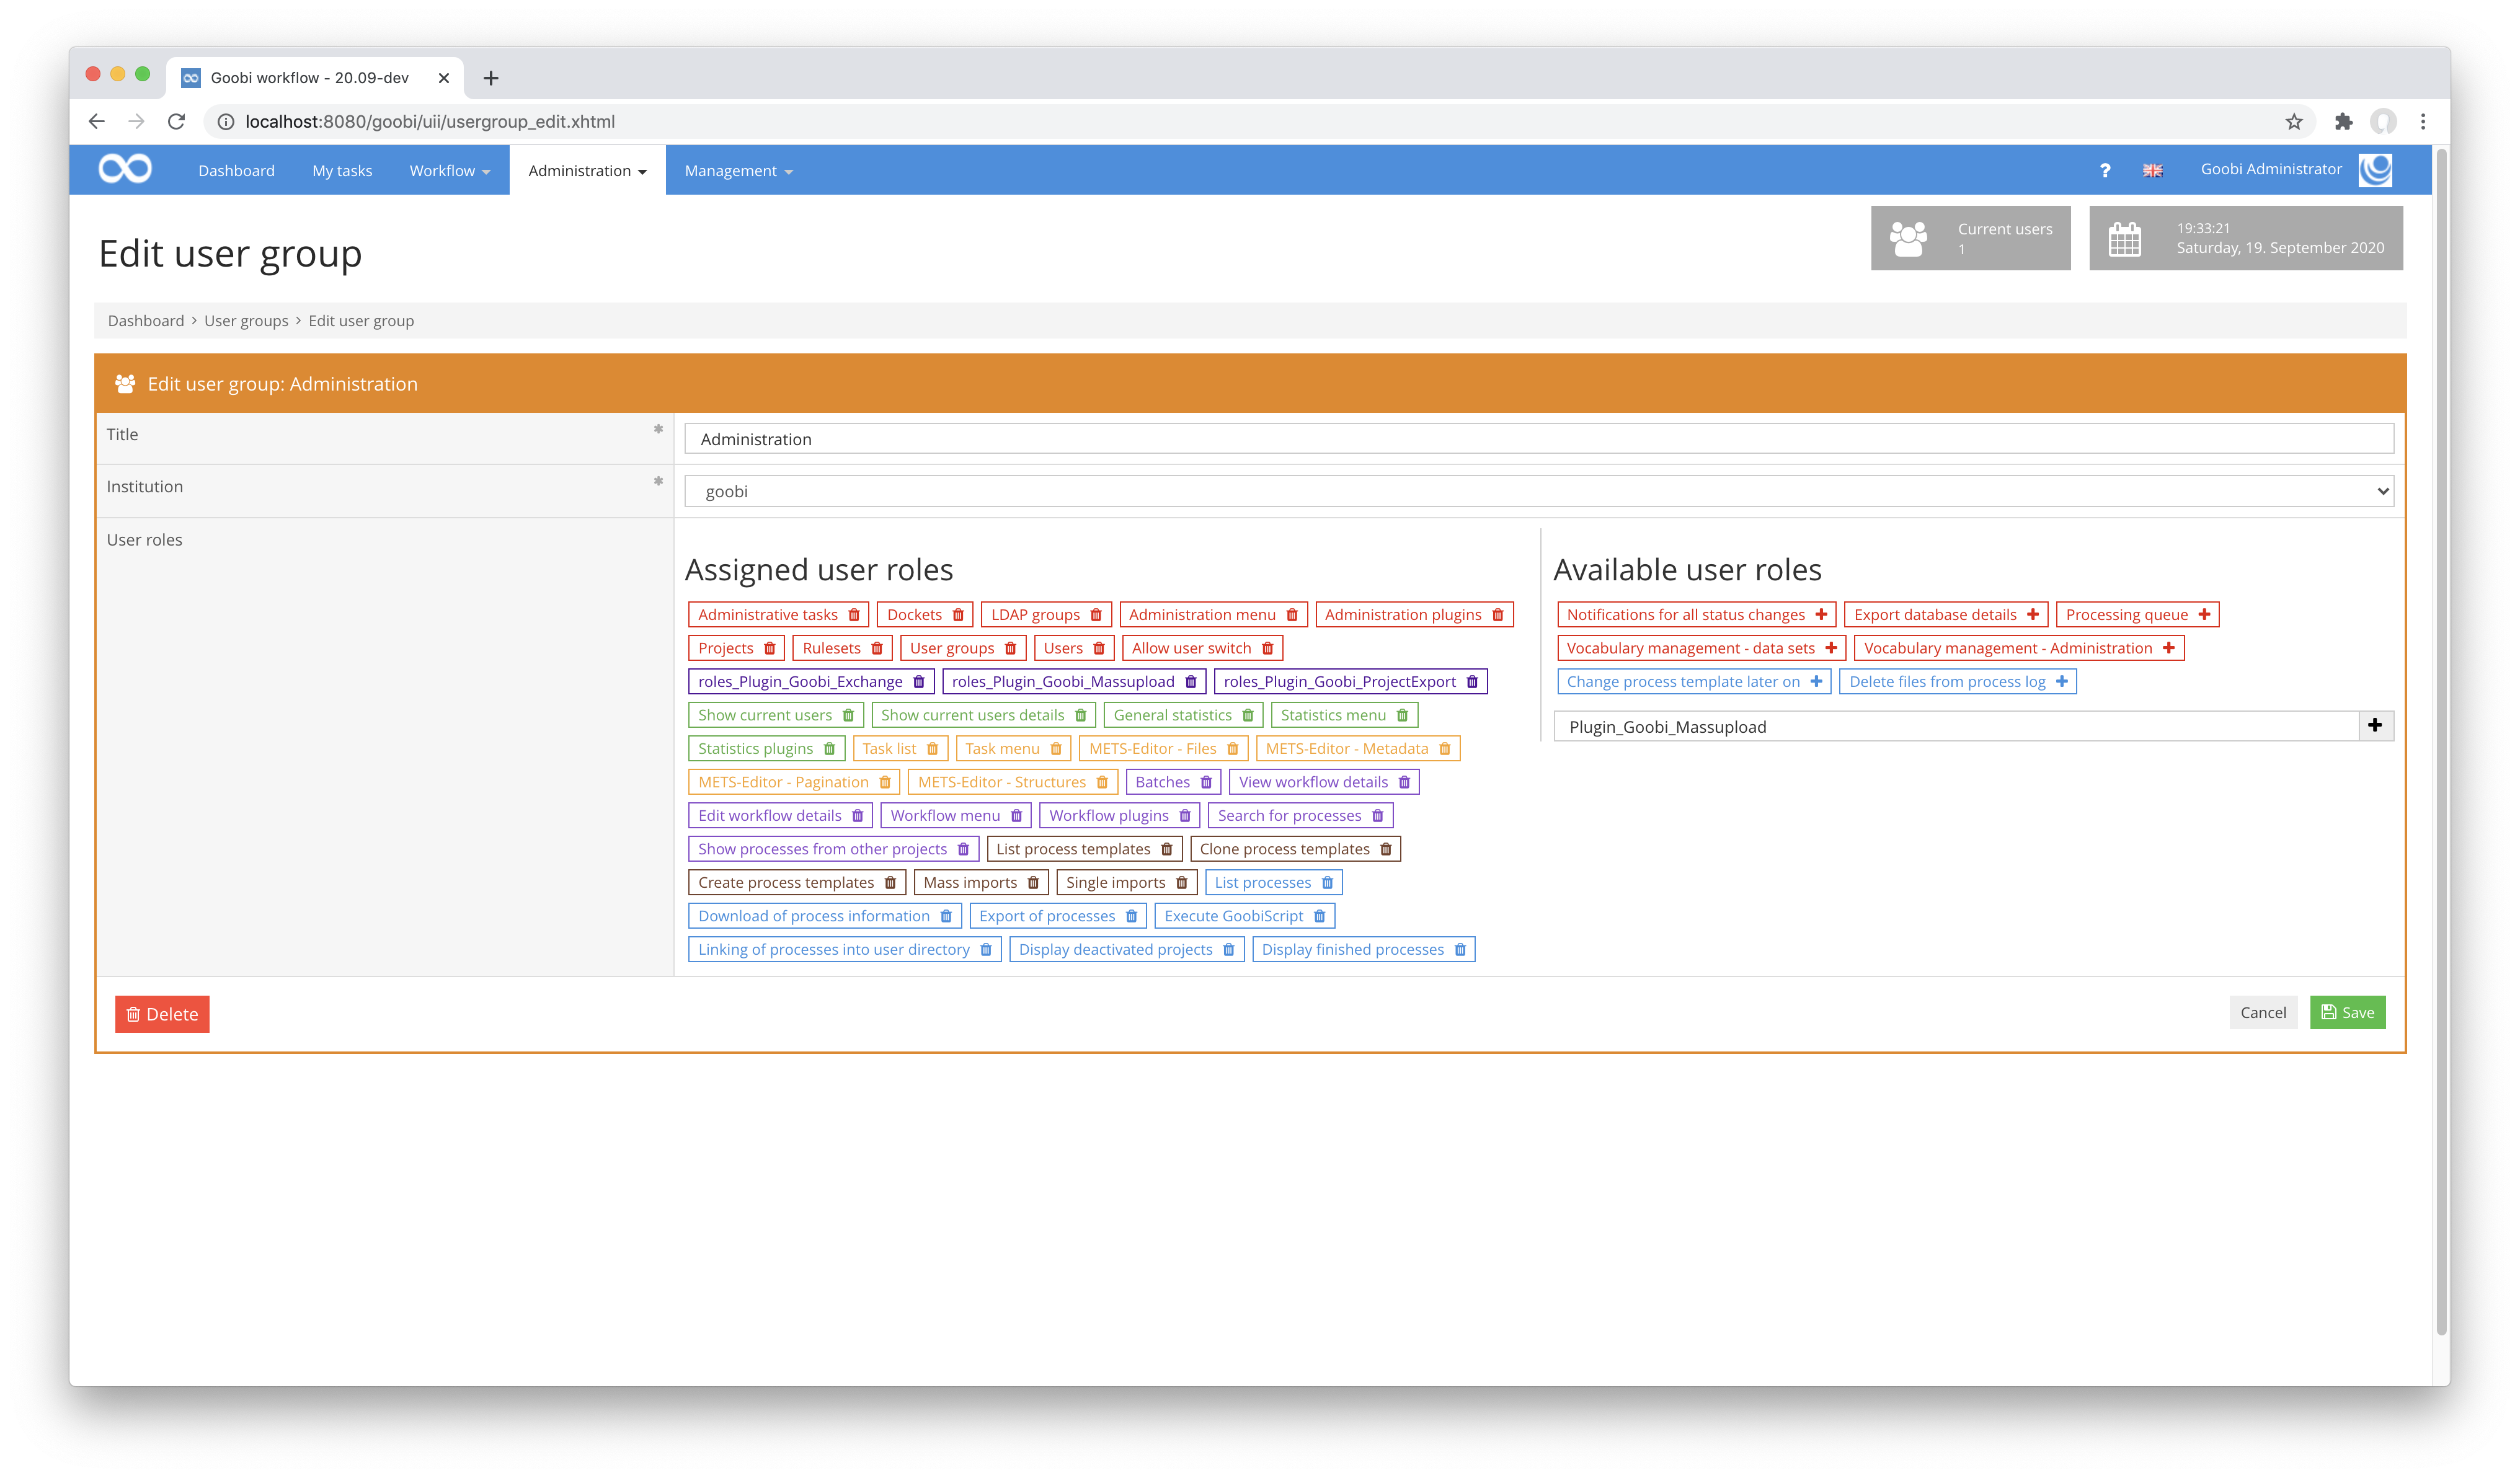 Goobi workflow - 20.09-dev
localhost:8080/goobi/uii/usergroup_edit.xhtml
Dashboard My tasks Workflow Administration Management ? Goobi Administrator
Edit user group
Current users
1
19:33:21
Saturday, 19. September 2020
Dashboard > User groups > Edit user group
Edit user group: Administration
Title *
Administration
Institution *
goobi
User roles
Assigned user roles
Administrative tasks Dockets LDAP groups Administration menu Administration plugins
Projects Rulesets User groups Users Allow user switch
roles_Plugin_Goobi_Exchange roles_Plugin_Goobi_Massupload roles_Plugin_Goobi_ProjectExport
Show current users Show current users details General statistics Statistics menu
Statistics plugins Task list Task menu METS-Editor - Files METS-Editor - Metadata
METS-Editor - Pagination METS-Editor - Structures Batches View workflow details
Edit workflow details Workflow menu Workflow plugins Search for processes
Show processes from other projects List process templates Clone process templates
Create process templates Mass imports Single imports List processes
Download of process information Export of processes Execute GoobiScript
Linking of processes into user directory Display deactivated projects Display finished processes
Available user roles
Notifications for all status changes Export database details Processing queue
Vocabulary management - data sets Vocabulary management - Administration
Change process template later on Delete files from process log
Plugin_Goobi_Massupload
Delete
Cancel Save